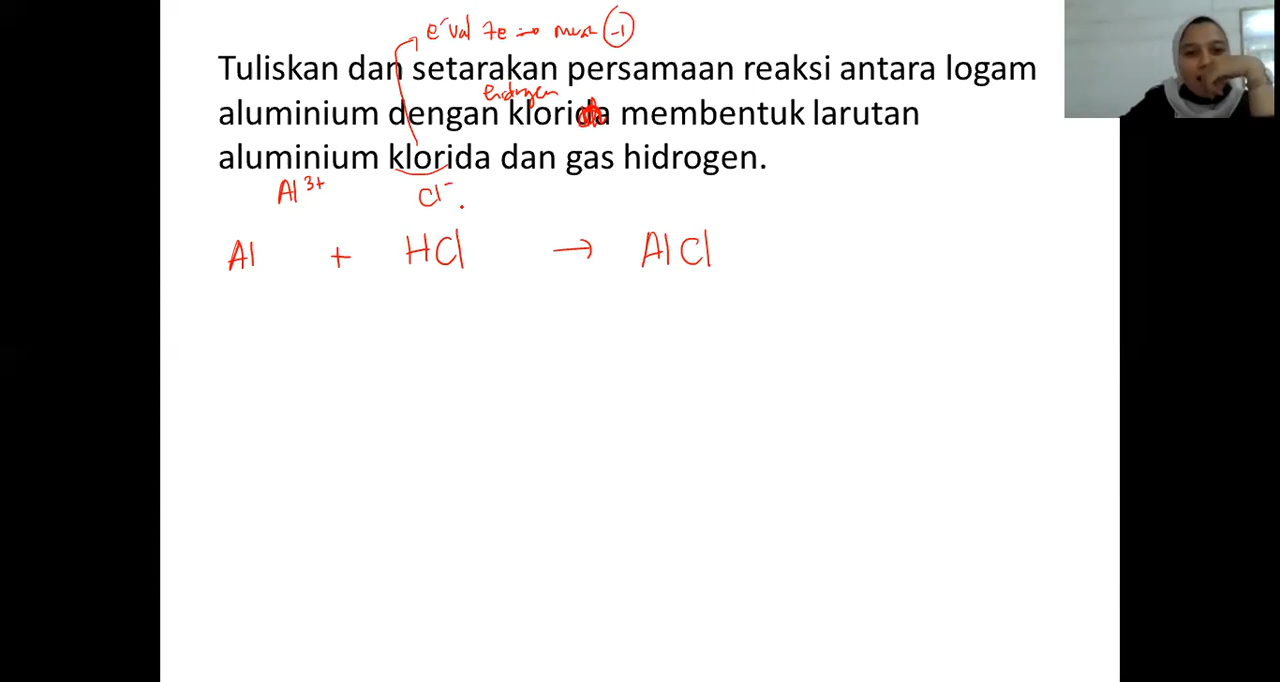 e⁻val 7e → (-1)
Tuliskan dan setarakan persamaan reaksi antara logam
hidrogen
aluminium dengan klorida membentuk larutan
aluminium klorida dan gas hidrogen.
Al³⁺ Cl⁻
Al + HCl → AlCl